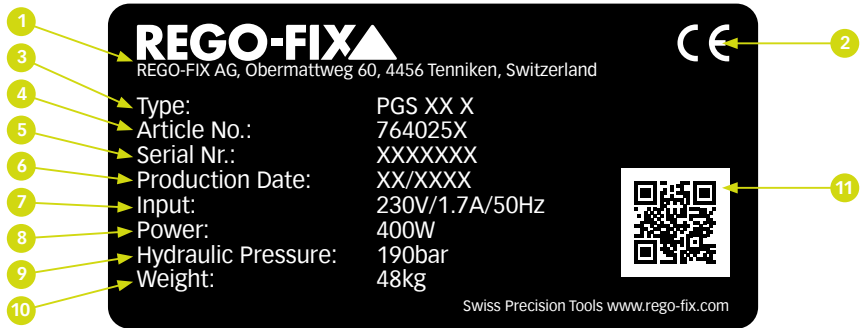 1
REGO-FIX
2
REGO-FIX AG, Obermattweg 60, 4456 Tenniken, Switzerland
CE
3
Type: PGS XX X
4
Article No.: 764025X
5
Serial Nr.: XXXXXXX
6
Production Date: XX/XXXX
11
7
Input: 230V/1.7A/50Hz
8
Power: 400W
9
Hydraulic Pressure: 190bar
10
Weight: 48kg
Swiss Precision Tools www.rego-fix.com